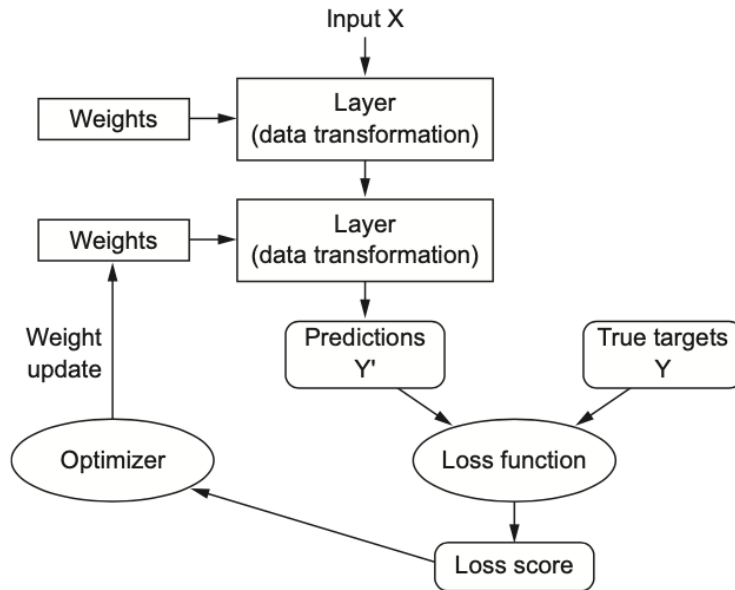 Input X
Layer
(data transformation)
Weights
Layer
(data transformation)
Weights
Weight
update
Predictions
Y'
True targets
Y
Optimizer
Loss function
Loss score